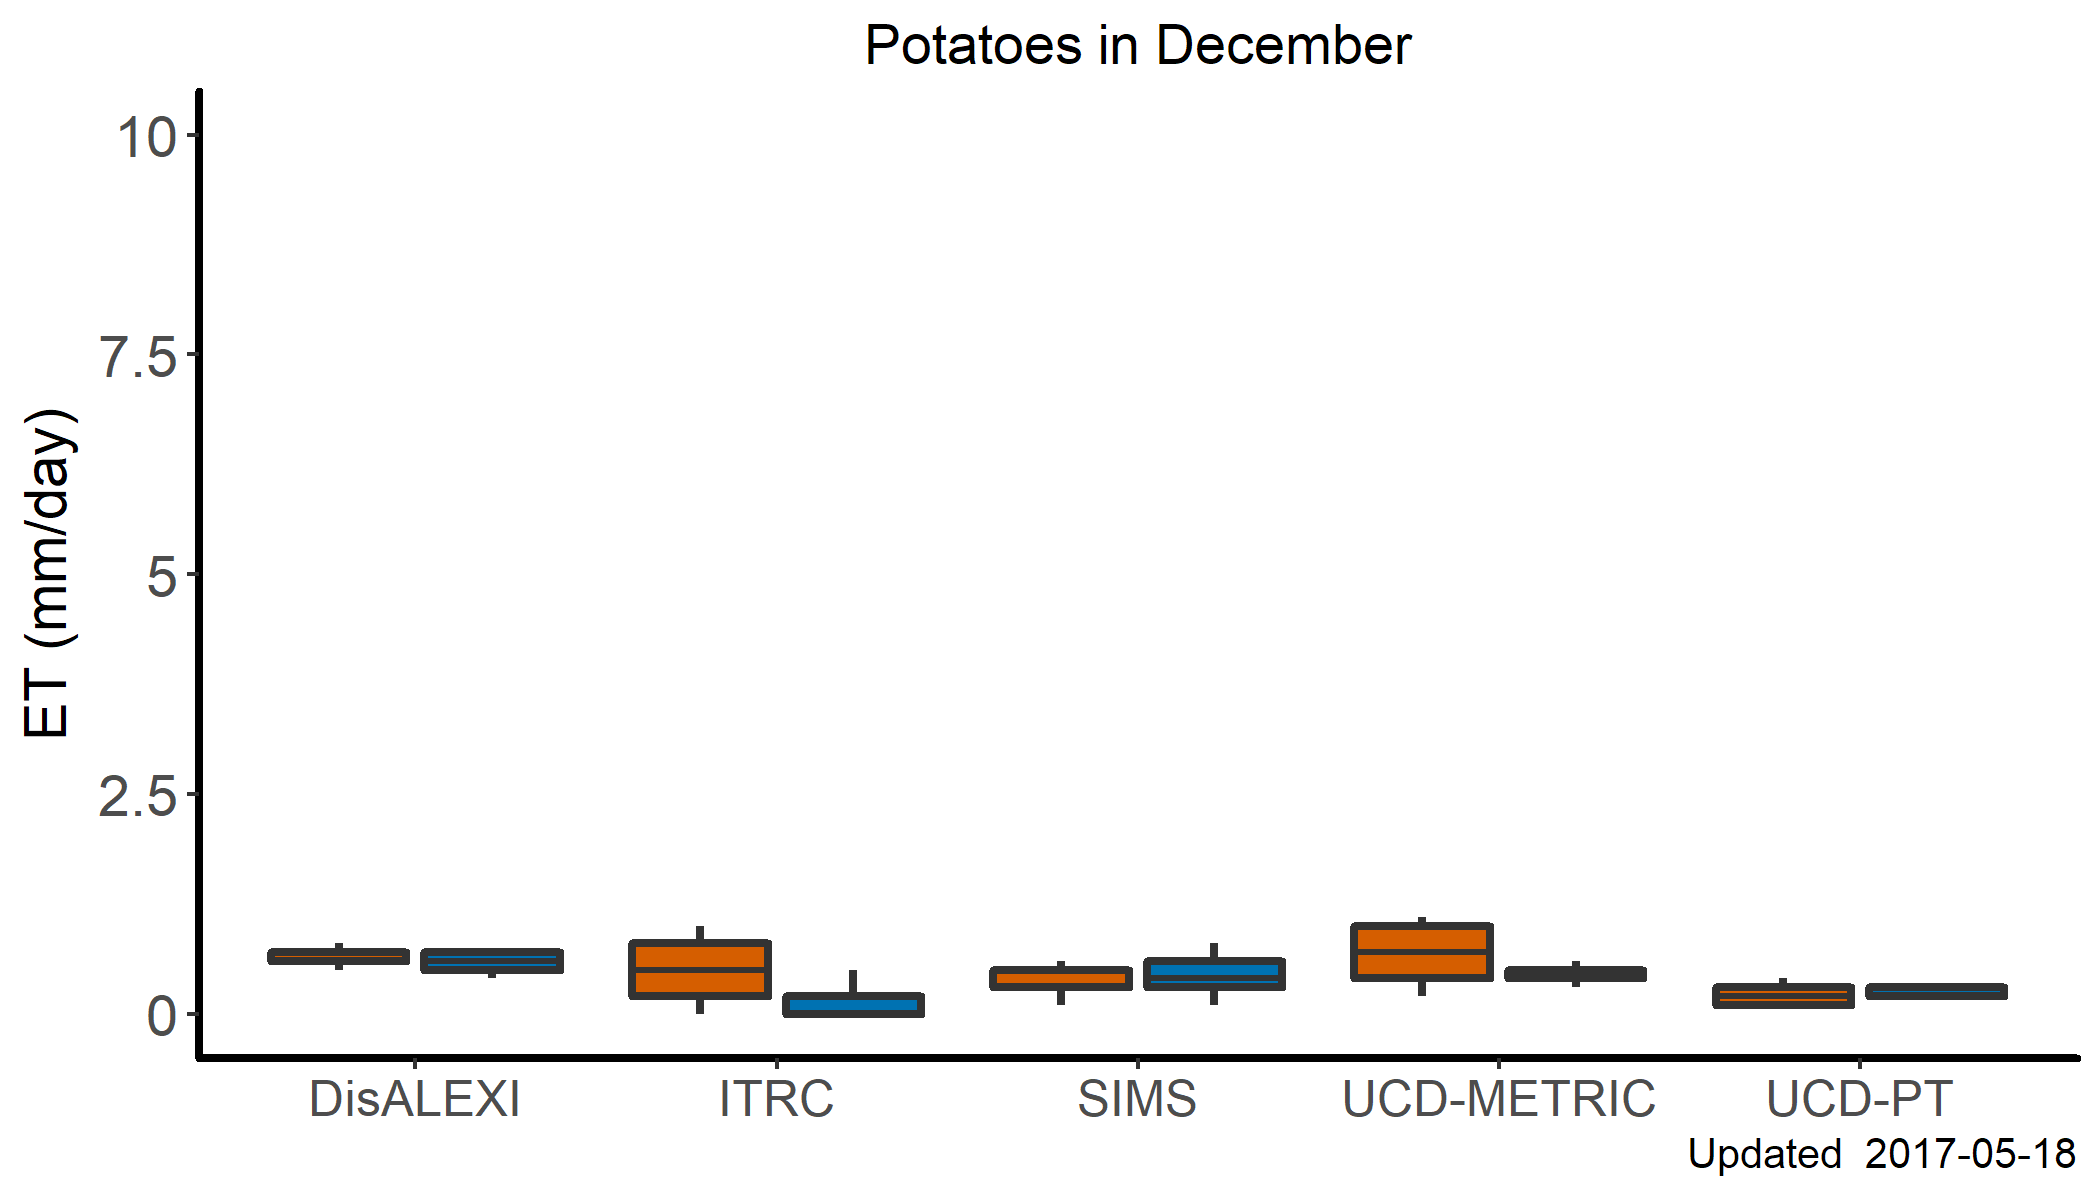 Potatoes in December
10
7.5
5
2.5
0
ET (mm/day)
DisALEXI ITRC SIMS UCD-METRIC UCD-PT
Updated  2017-05-18